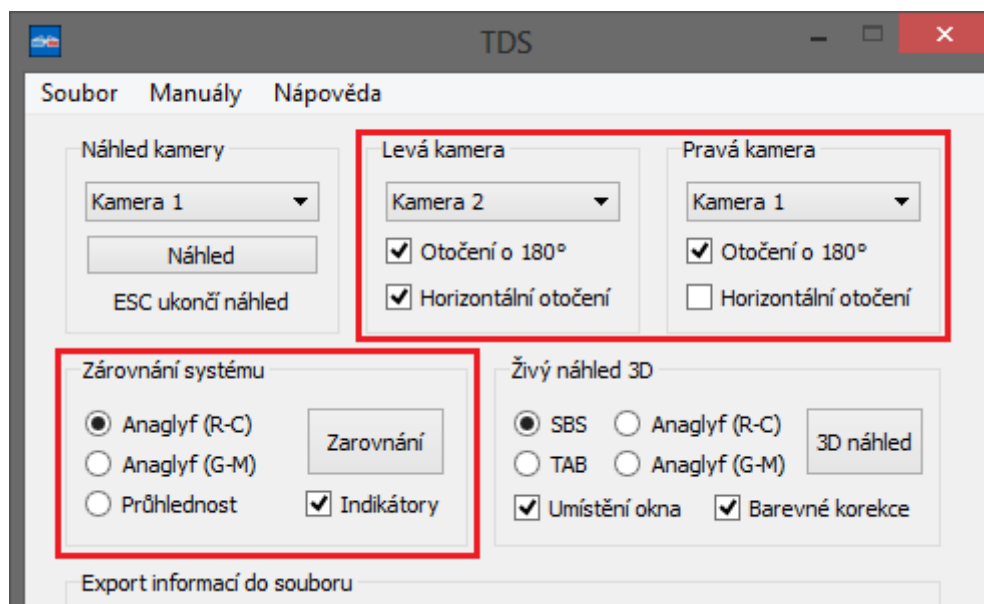 TDS
Soubor Manuály Nápověda
Náhled kamery
Kamera 1
Náhled
ESC ukončí náhled
Levá kamera
Kamera 2
Otočení o 180°
Horizontální otočení
Pravá kamera
Kamera 1
Otočení o 180°
Horizontální otočení
Zárovnání systému
Anaglyf (R-C)
Anaglyf (G-M)
Průhlednost
Zarovnání
Indikátory
Živý náhled 3D
SBS
Anaglyf (R-C)
TAB
Anaglyf (G-M)
3D náhled
Umístění okna
Barevné korekce
Export informací do souboru